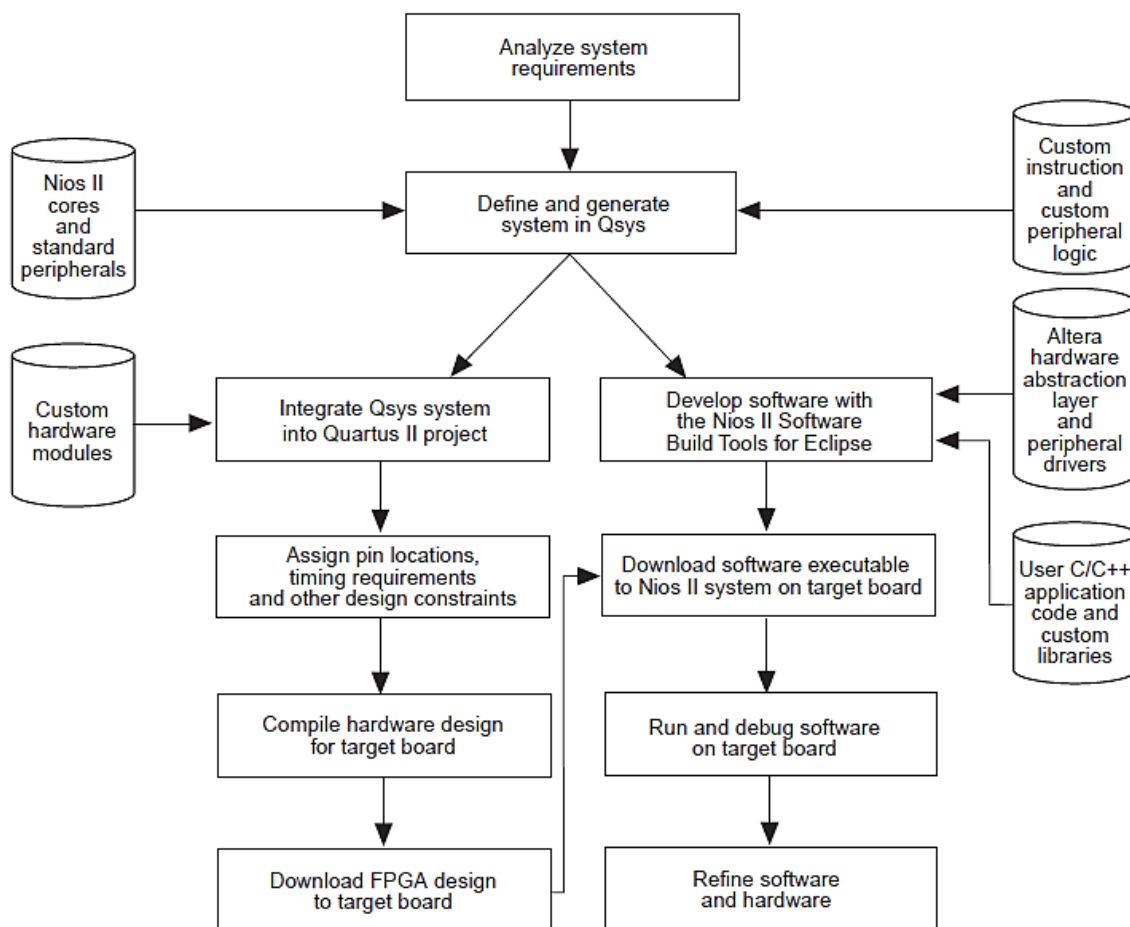 Analyze system
requirements
Nios II
cores
and
standard
peripherals
Define and generate
system in Qsys
Custom
instruction
and
custom
peripheral
logic
Custom
hardware
modules
Integrate Qsys system
into Quartus II project
Develop software with
the Nios II Software
Build Tools for Eclipse
Altera
hardware
abstraction
layer
and
peripheral
drivers
Assign pin locations,
timing requirements
and other design constraints
Download software executable
to Nios II system on target board
User C/C++
application
code and
custom
libraries
Compile hardware design
for target board
Run and debug software
on target board
Download FPGA design
to target board
Refine software
and hardware